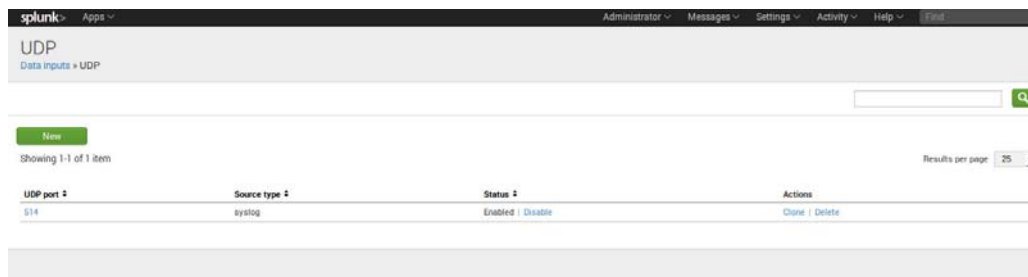 splunk> Apps Administrator Messages Settings Activity Help Find
UDP
Data inputs » UDP
New
Showing 1-1 of 1 item
Results per page 25
UDP port Source type Status Actions
514 syslog Enabled | Disable Clone | Delete